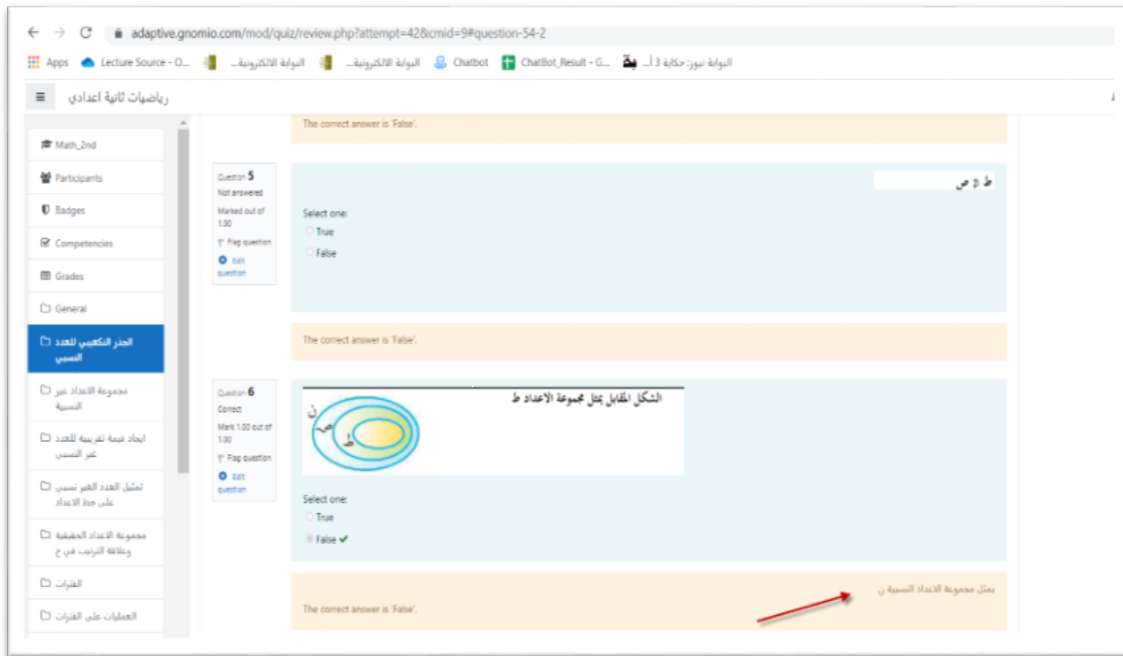 adaptive.gnomio.com/mod/quiz/review.php?attempt=428&cmid=9#question-54-2
Apps
Lecture Source - O...
البوابة الالكترونية...
البوابة الالكترونية...
Chatbot
ChatBot_Result - G...
البوابة نيوز: حكاية 3 أ...
رياضيات ثانية اعدادي
Math_2nd
Participants
Badges
Competencies
Grades
General
الجذر التكعيبي للعدد
النسبي
مجموعة الاعداد غير
النسبية
ايجاد قيمة تقريبية للعدد
غير النسبي
تمثيل العدد الغير نسبي
على خط الاعداد
مجموعة الاعداد الحقيقية
وعلاقة الترتيب في ح
الفترات
العمليات على الفترات
The correct answer is 'False'.
Question 5
Not answered
Marked out of
1.00
Flag question
Edit
question
Select one:
True
False
The correct answer is 'False'.
Question 6
Correct
Mark 1.00 out of
1.00
Flag question
Edit
question
الشكل المقابل يمثل مجموعة الاعداد ط
ن
ص
ط
Select one:
True
False
يمثل مجموعة الاعداد النسبية ن
The correct answer is 'False'.